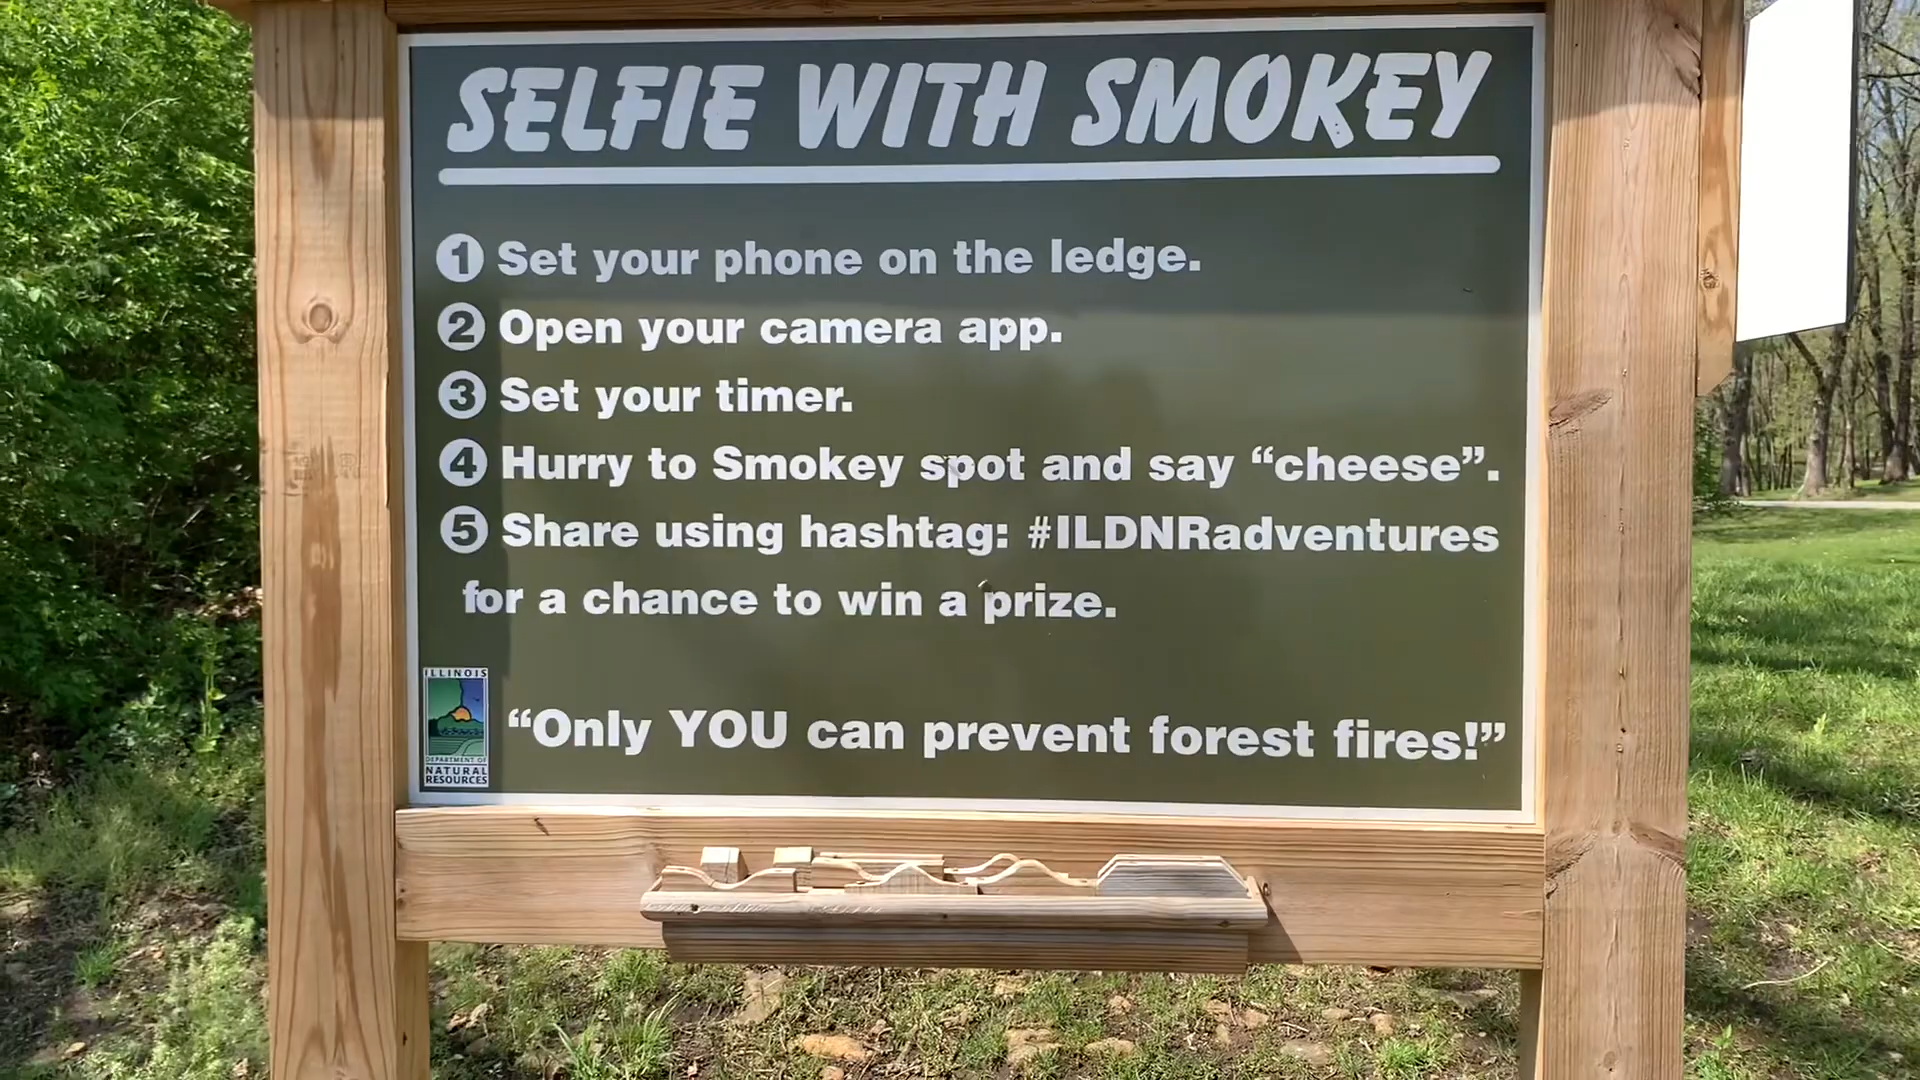 SELFIE WITH SMOKEY
1 Set your phone on the ledge.
2 Open your camera app.
3 Set your timer.
4 Hurry to Smokey spot and say “cheese”.
5 Share using hashtag: #ILDNRadventures
for a chance to win a prize.
ILLINOIS
DEPARTMENT OF
NATURAL
RESOURCES
“Only YOU can prevent forest fires!”